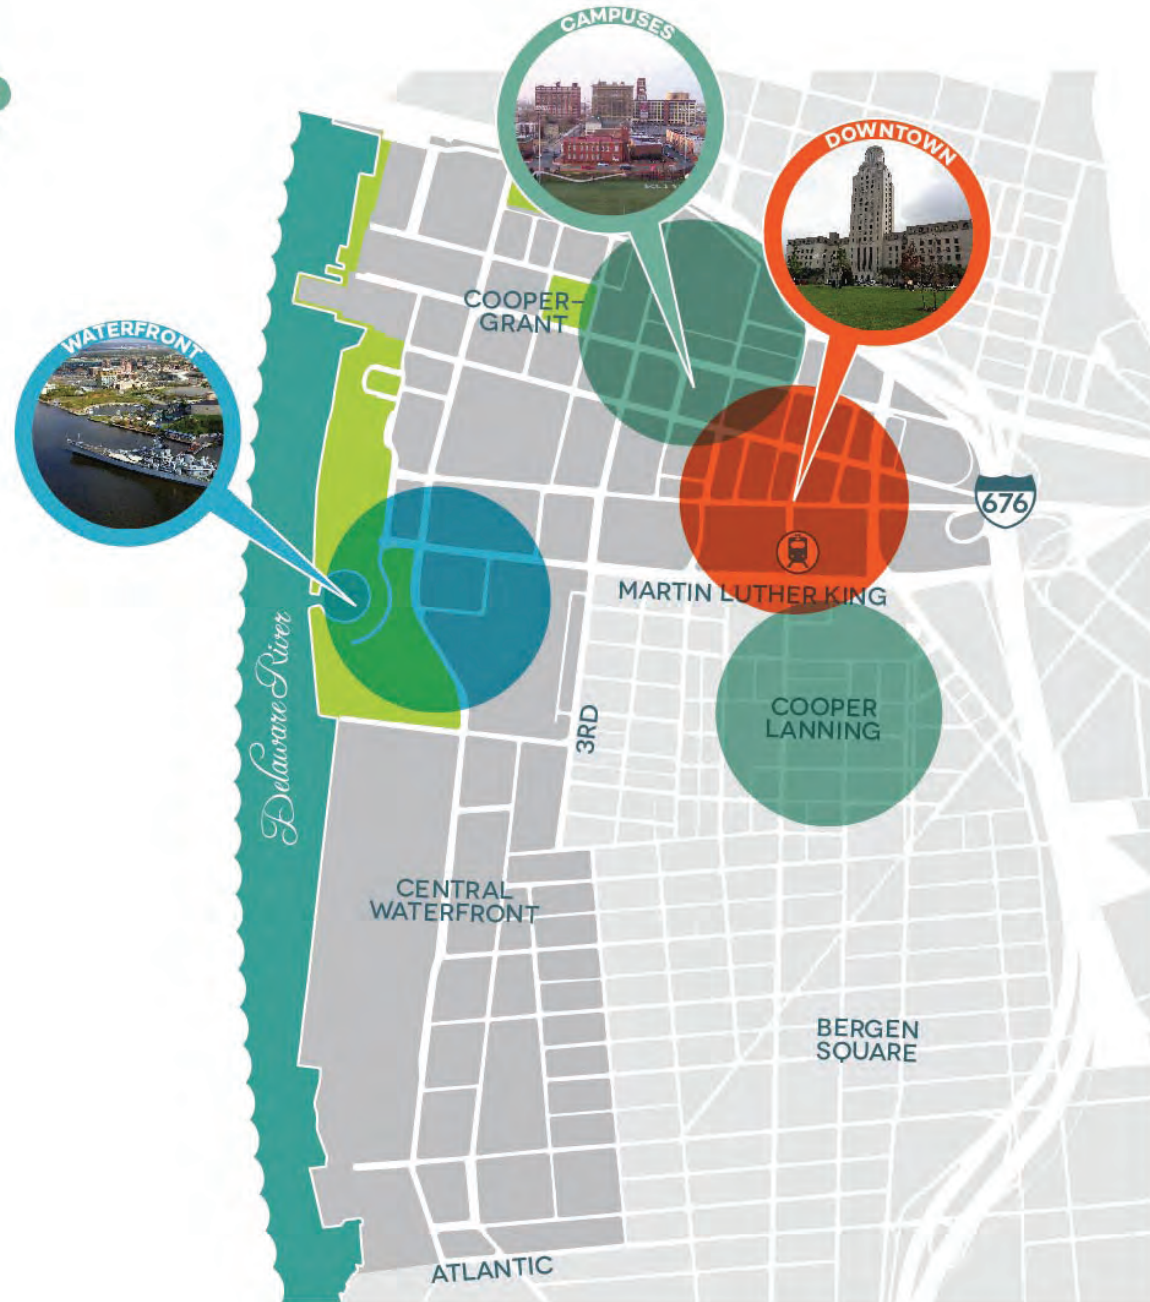 CAMPUSES
DOWNTOWN
COOPER-
GRANT
WATERFRONT
676
MARTIN LUTHER KING
Delaware River
3RD
COOPER
LANNING
CENTRAL
WATERFRONT
BERGEN
SQUARE
ATLANTIC